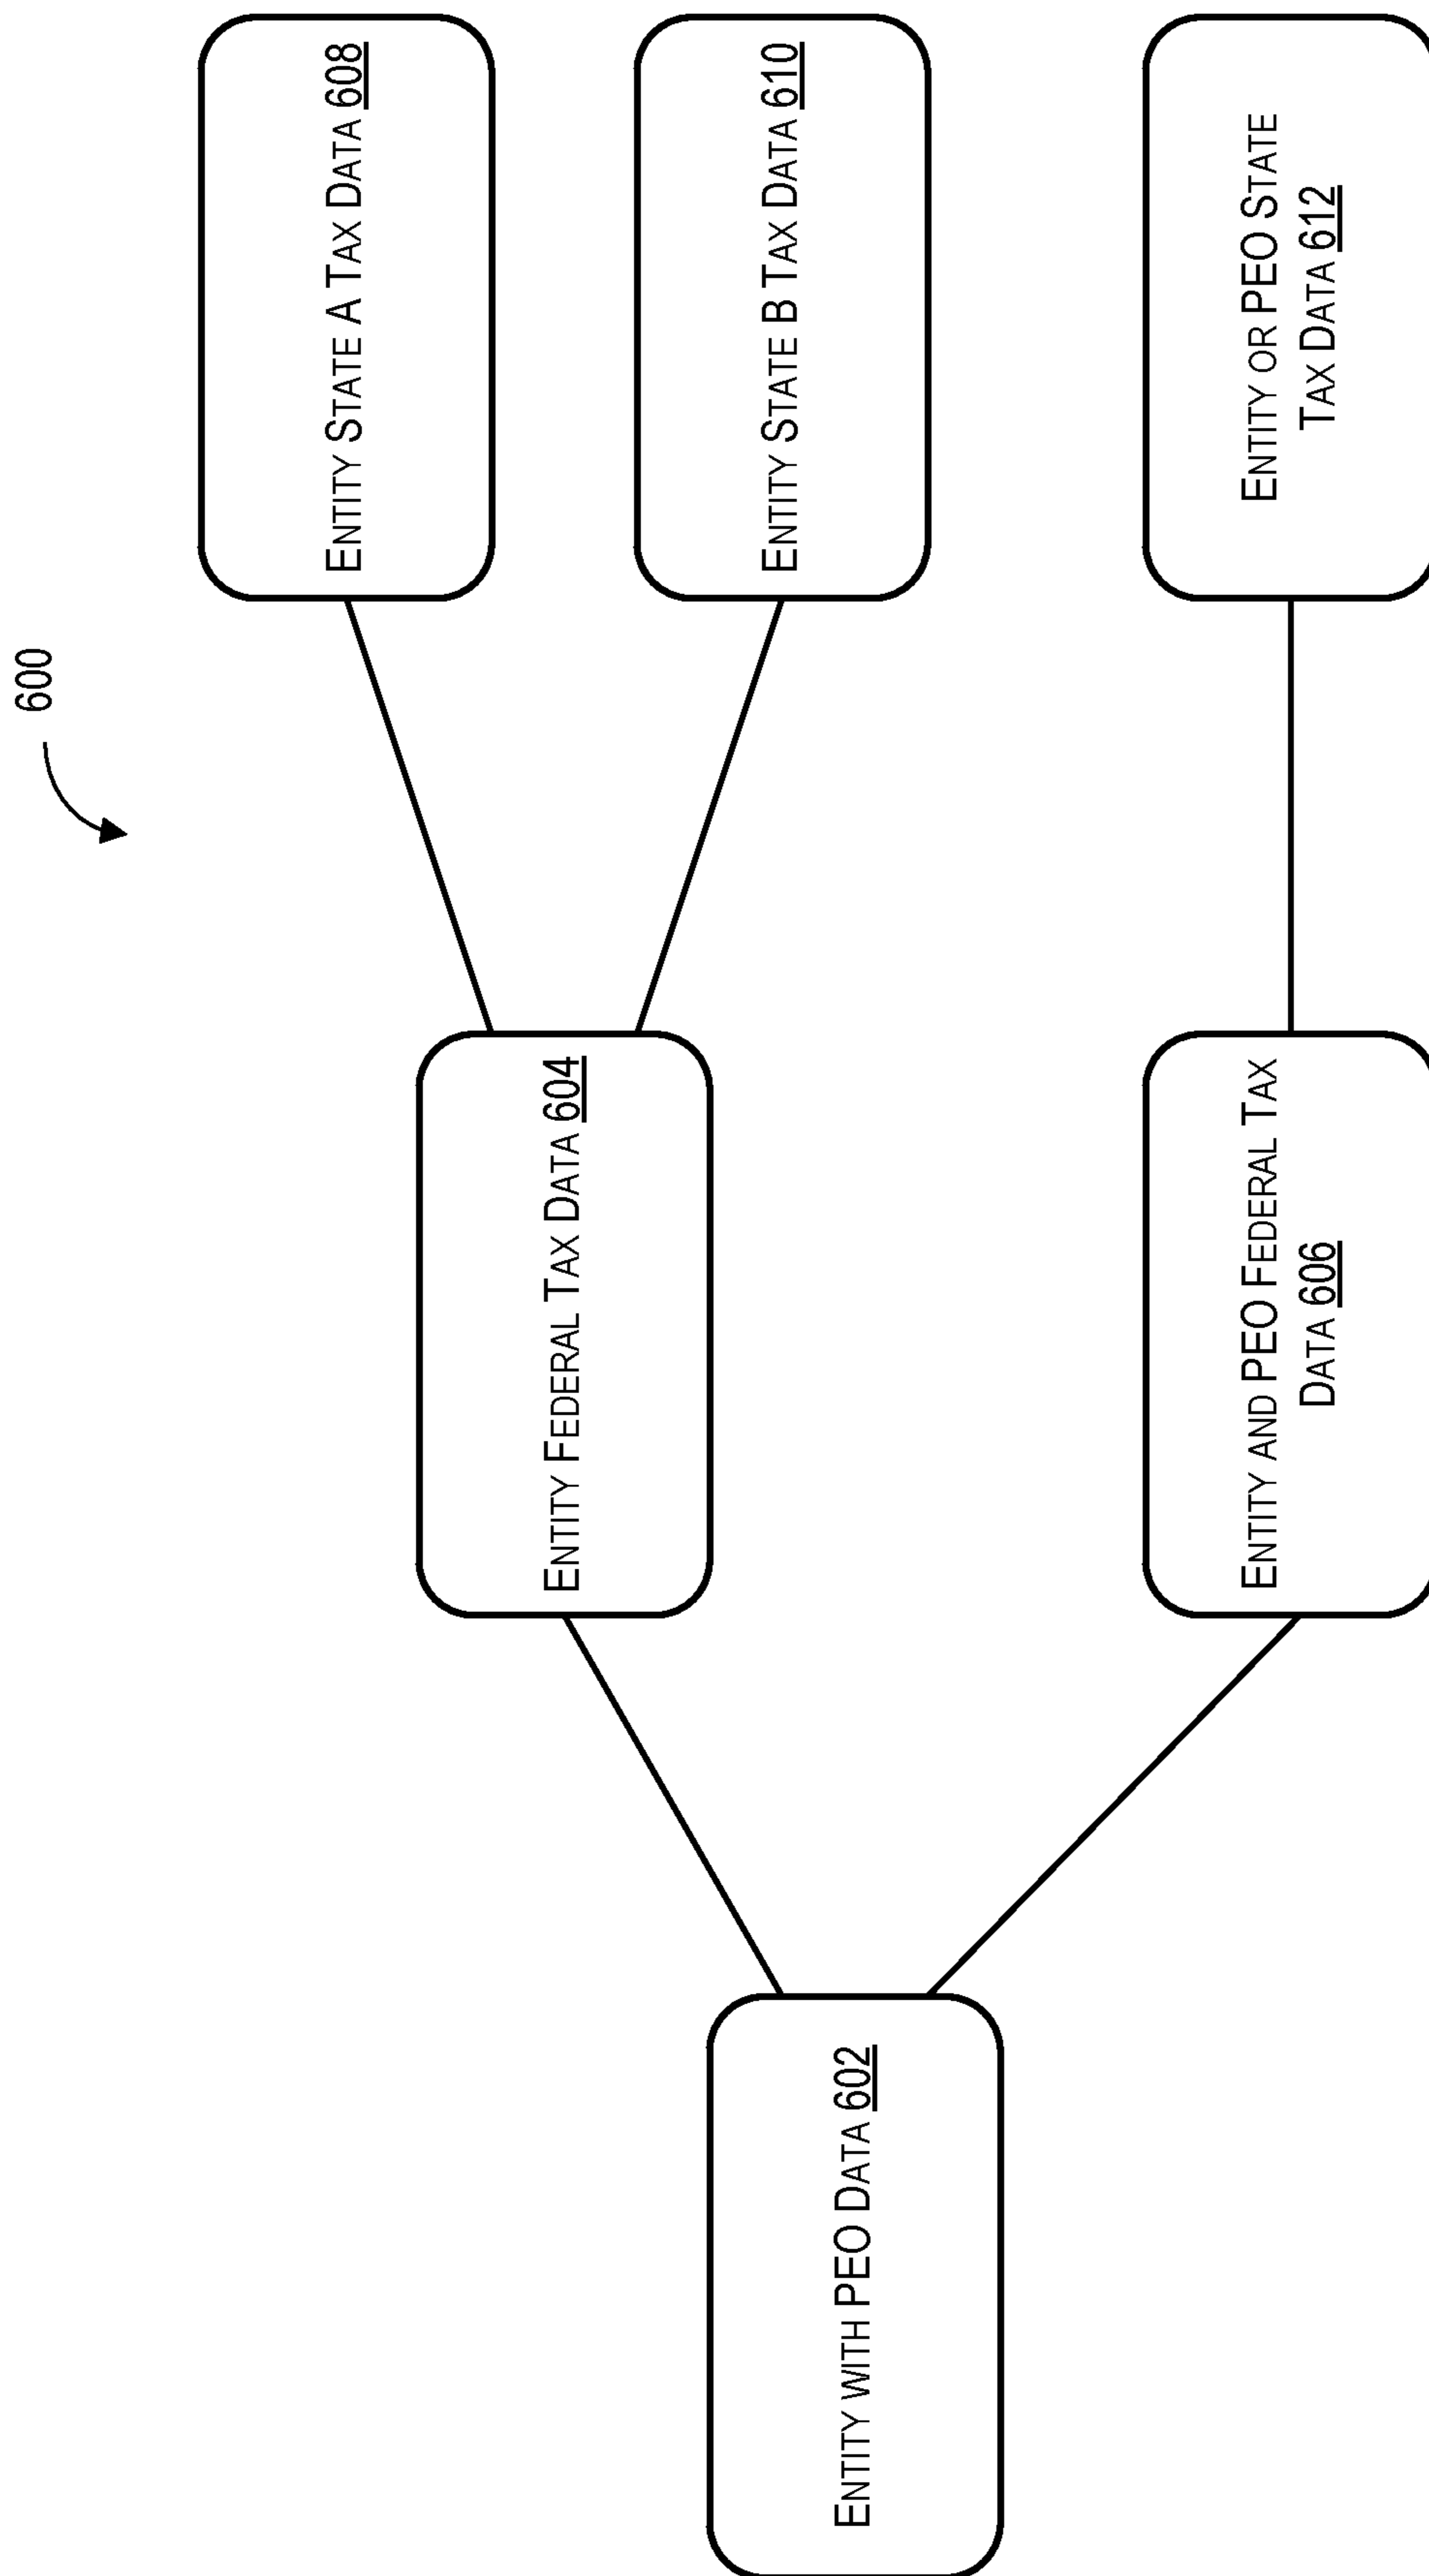 600
Entity State A Tax Data 608
Entity Federal Tax Data 604
Entity State B Tax Data 610
Entity with PEO Data 602
Entity and PEO Federal Tax
Data 606
Entity or PEO State
Tax Data 612